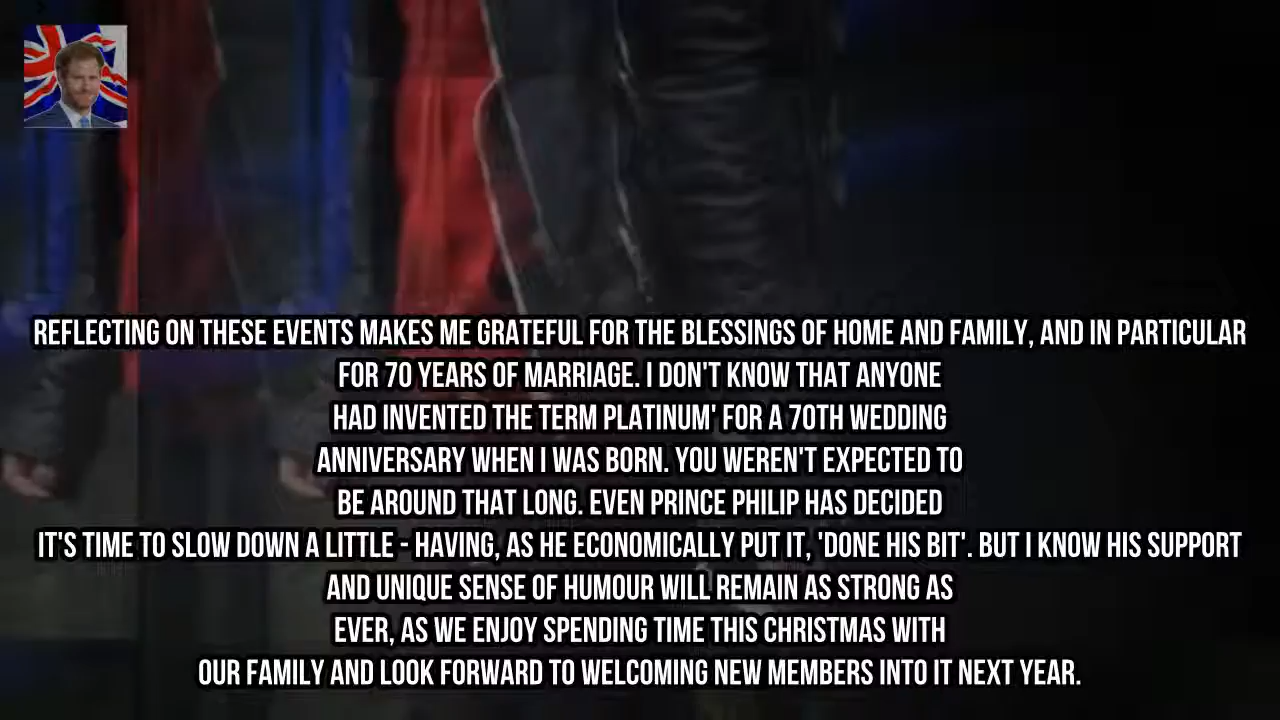 REFLECTING ON THESE EVENTS MAKES ME GRATEFUL FOR THE BLESSINGS OF HOME AND FAMILY, AND IN PARTICULAR
FOR 70 YEARS OF MARRIAGE. I DON'T KNOW THAT ANYONE
HAD INVENTED THE TERM PLATINUM' FOR A 70TH WEDDING
ANNIVERSARY WHEN I WAS BORN. YOU WEREN'T EXPECTED TO
BE AROUND THAT LONG. EVEN PRINCE PHILIP HAS DECIDED
IT'S TIME TO SLOW DOWN A LITTLE - HAVING, AS HE ECONOMICALLY PUT IT, 'DONE HIS BIT'. BUT I KNOW HIS SUPPORT
AND UNIQUE SENSE OF HUMOUR WILL REMAIN AS STRONG AS
EVER, AS WE ENJOY SPENDING TIME THIS CHRISTMAS WITH
OUR FAMILY AND LOOK FORWARD TO WELCOMING NEW MEMBERS INTO IT NEXT YEAR.